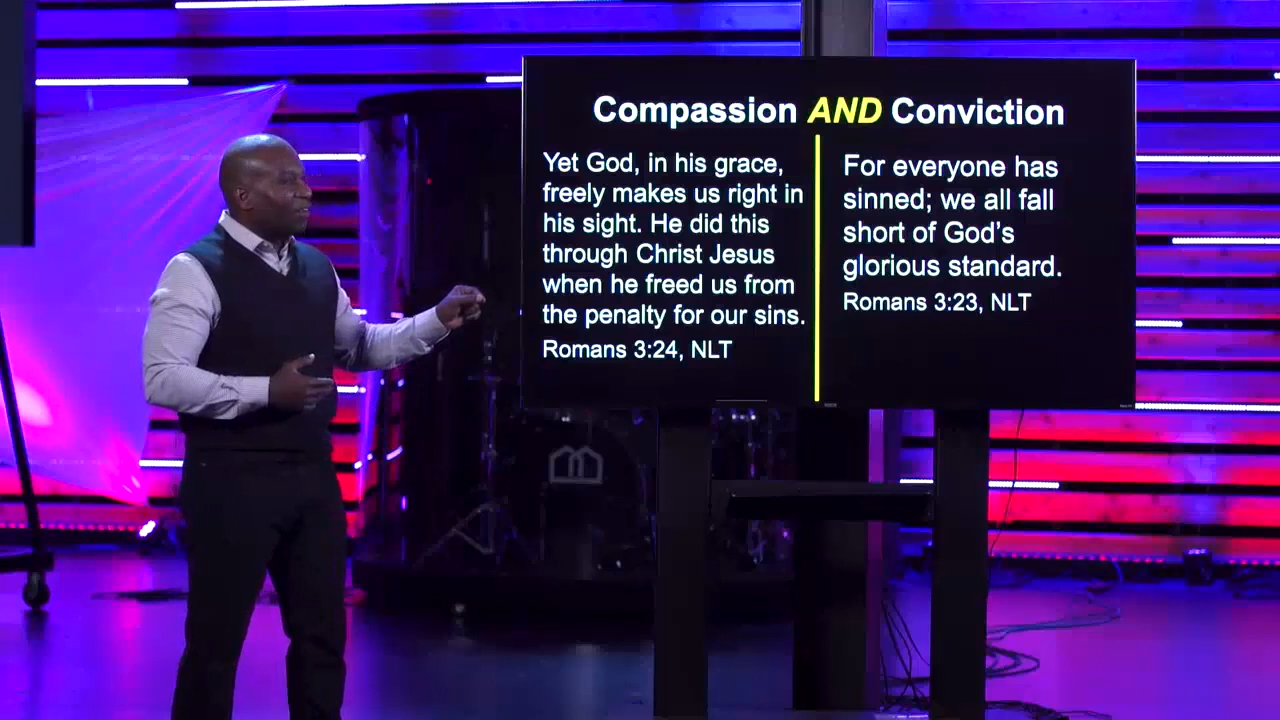 Compassion AND Conviction
Yet God, in his grace,
freely makes us right in
his sight. He did this
through Christ Jesus
when he freed us from
the penalty for our sins.
Romans 3:24, NLT
For everyone has
sinned; we all fall
short of God’s
glorious standard.
Romans 3:23, NLT